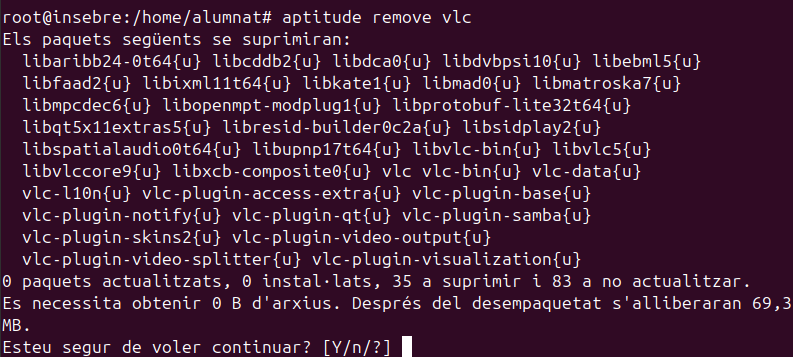 root@insebre:/home/alumnat# aptitude remove vlc
Els paquets següents se suprimiran:
libaribb24-0t64{u} libcddb2{u} libdca0{u} libdvbpsi10{u} libebml5{u}
libfaad2{u} libixml11t64{u} libkate1{u} libmad0{u} libmatroska7{u}
libmpcdec6{u} libopenmpt-modplug1{u} libprotobuf-lite32t64{u}
libqt5x11extras5{u} libresid-builder0c2a{u} libsidplay2{u}
libspatialaudio0t64{u} libupnp17t64{u} libvlc-bin{u} libvlc5{u}
libvlccore9{u} libxcb-composite0{u} vlc vlc-bin{u} vlc-data{u}
vlc-l10n{u} vlc-plugin-access-extra{u} vlc-plugin-base{u}
vlc-plugin-notify{u} vlc-plugin-qt{u} vlc-plugin-samba{u}
vlc-plugin-skins2{u} vlc-plugin-video-output{u}
vlc-plugin-video-splitter{u} vlc-plugin-visualization{u}
0 paquets actualitzats, 0 instal·lats, 35 a suprimir i 83 a no actualitzar.
Es necessita obtenir 0 B d'arxius. Després del desempaquetat s'alliberaran 69,3
MB.
Esteu segur de voler continuar? [Y/n/?]